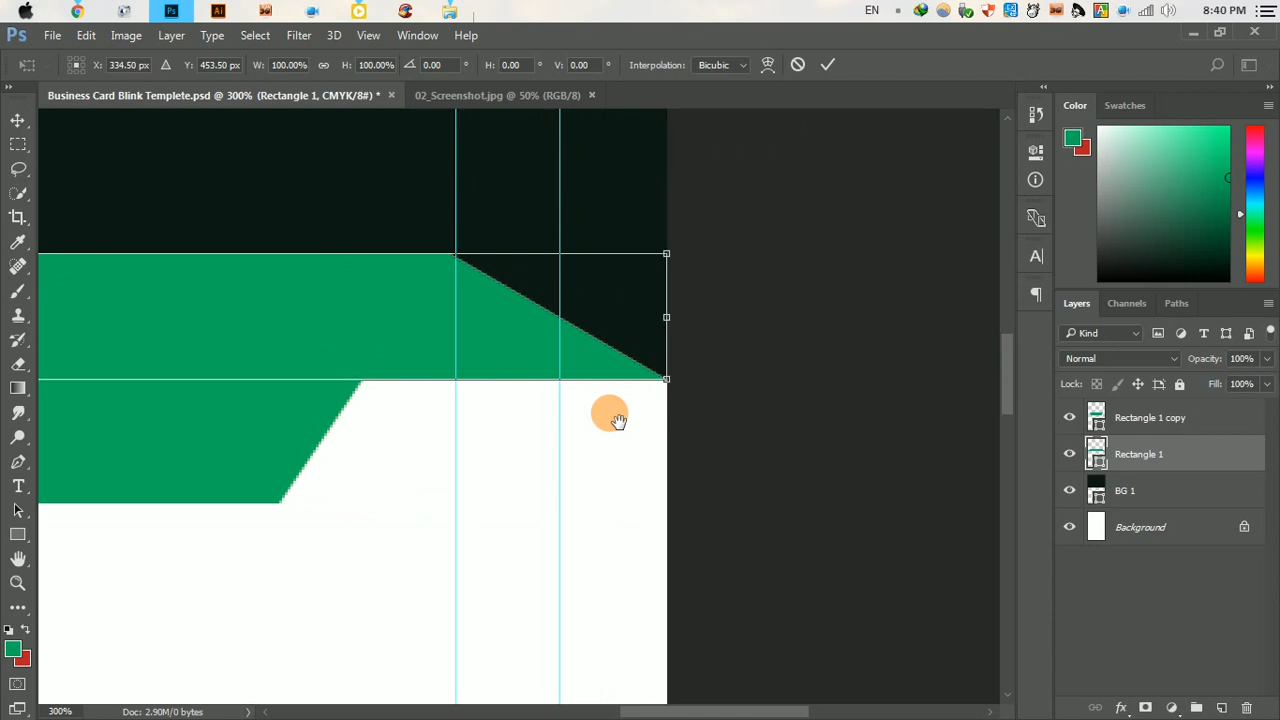 EN
8:40 PM
Ps
File Edit Image Layer Type Select Filter 3D View Window Help
X: 334.50 px Y: 453.50 px W: 100.00% H: 100.00% 0.00 ° H: 0.00 ° V: 0.00 ° Interpolation: Bicubic
Business Card Blink Templete.psd @ 300% (Rectangle 1, CMYK/8#) * ×
02_Screenshot.jpg @ 50% (RGB/8) ×
Color Swatches
Layers Channels Paths
Kind
Normal Opacity: 100%
Lock: Fill: 100%
Rectangle 1 copy
Rectangle 1
BG 1
Background
300% Doc: 2.90M/0 bytes